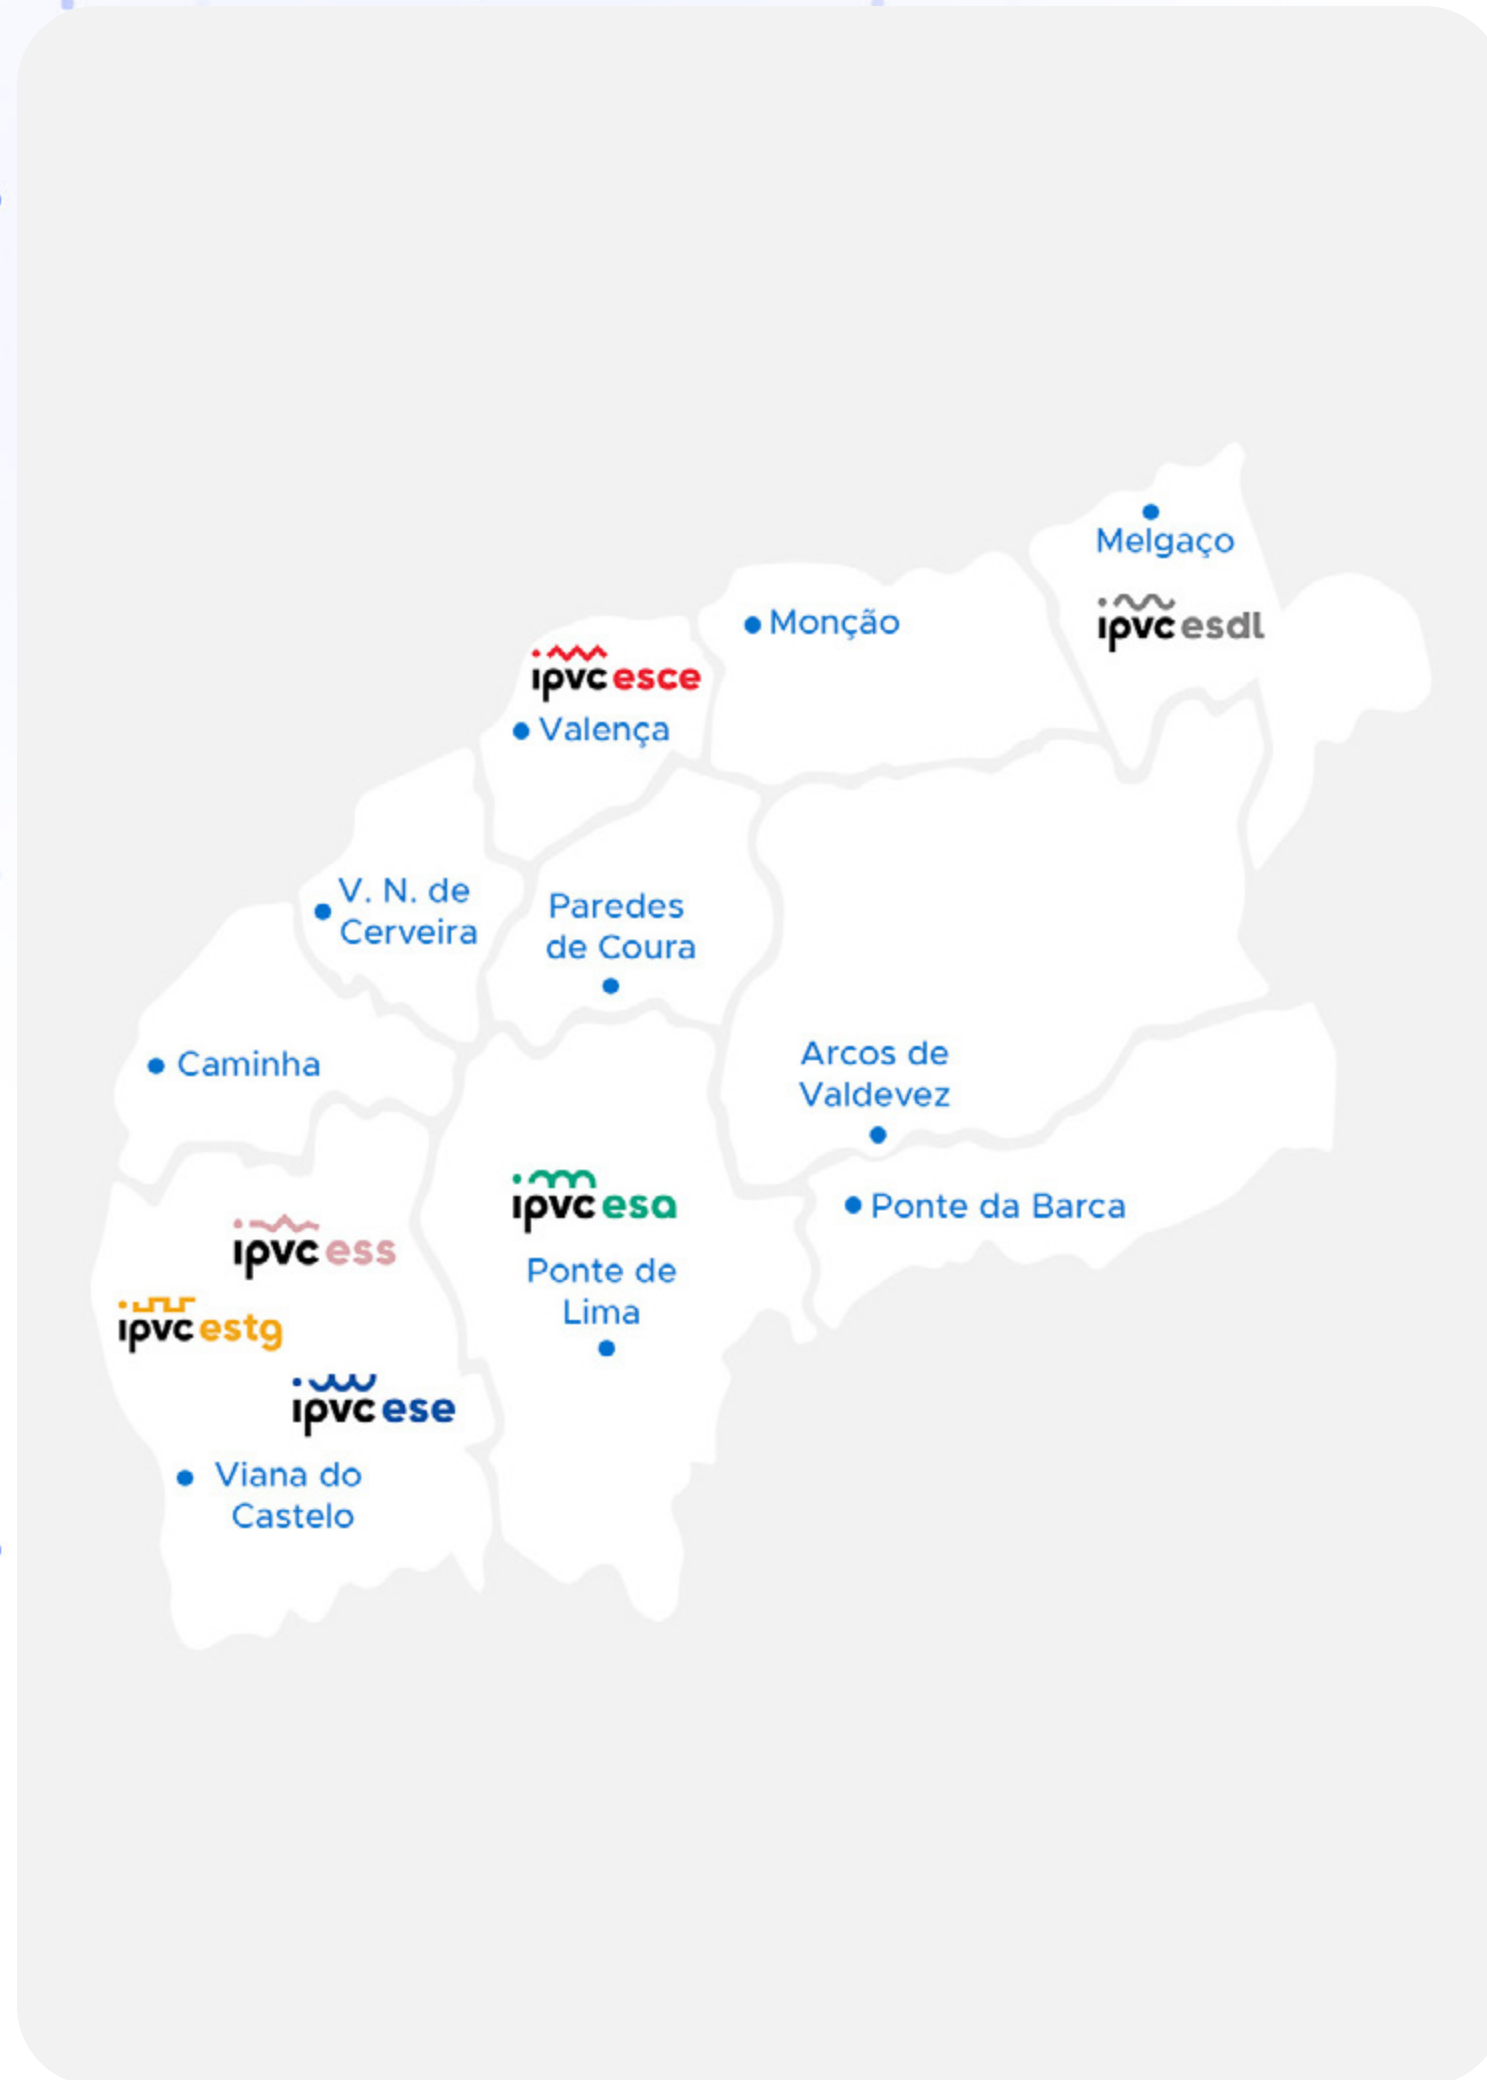 Melgaço
ipvc esdl
Monção
ipvc esce
Valença
V. N. de
Cerveira
Paredes
de Coura
Caminha
Arcos de
Valdevez
ipvc esa
Ponte da Barca
ipvc ess
Ponte de
Lima
ipvc estg
ipvc ese
Viana do
Castelo